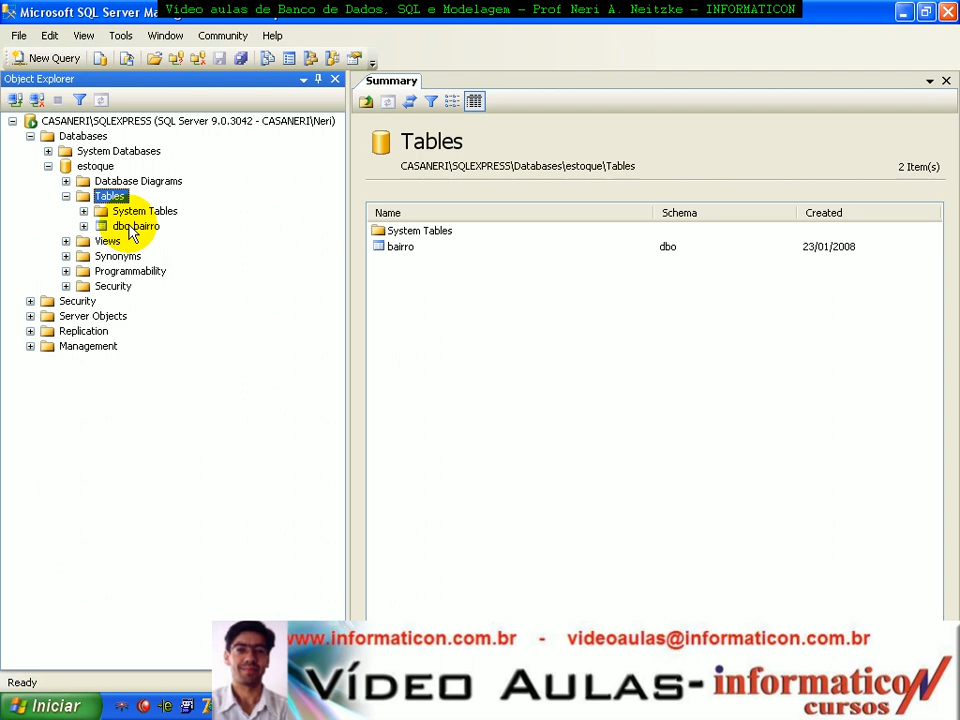 Microsoft SQL Server Ma
Video aulas de Banco de Dados, SQL e Modelagem - Prof Neri A. Neitzke - INFORMATICON
File Edit View Tools Window Community Help
New Query
Object Explorer
Summary
CASANERI\SQLEXPRESS (SQL Server 9.0.3042 - CASANERI\Neri)
Databases
System Databases
estoque
Database Diagrams
Tables
System Tables
dbo.bairro
Views
Synonyms
Programmability
Security
Security
Server Objects
Replication
Management
Tables
CASANERI\SQLEXPRESS\Databases\estoque\Tables
2 Item(s)
Name Schema Created
System Tables
bairro dbo 23/01/2008
www.informaticon.com.br - videoaulas@informaticon.com.br
VÍDEO AULAS-informaticon
cursos
Ready
Iniciar